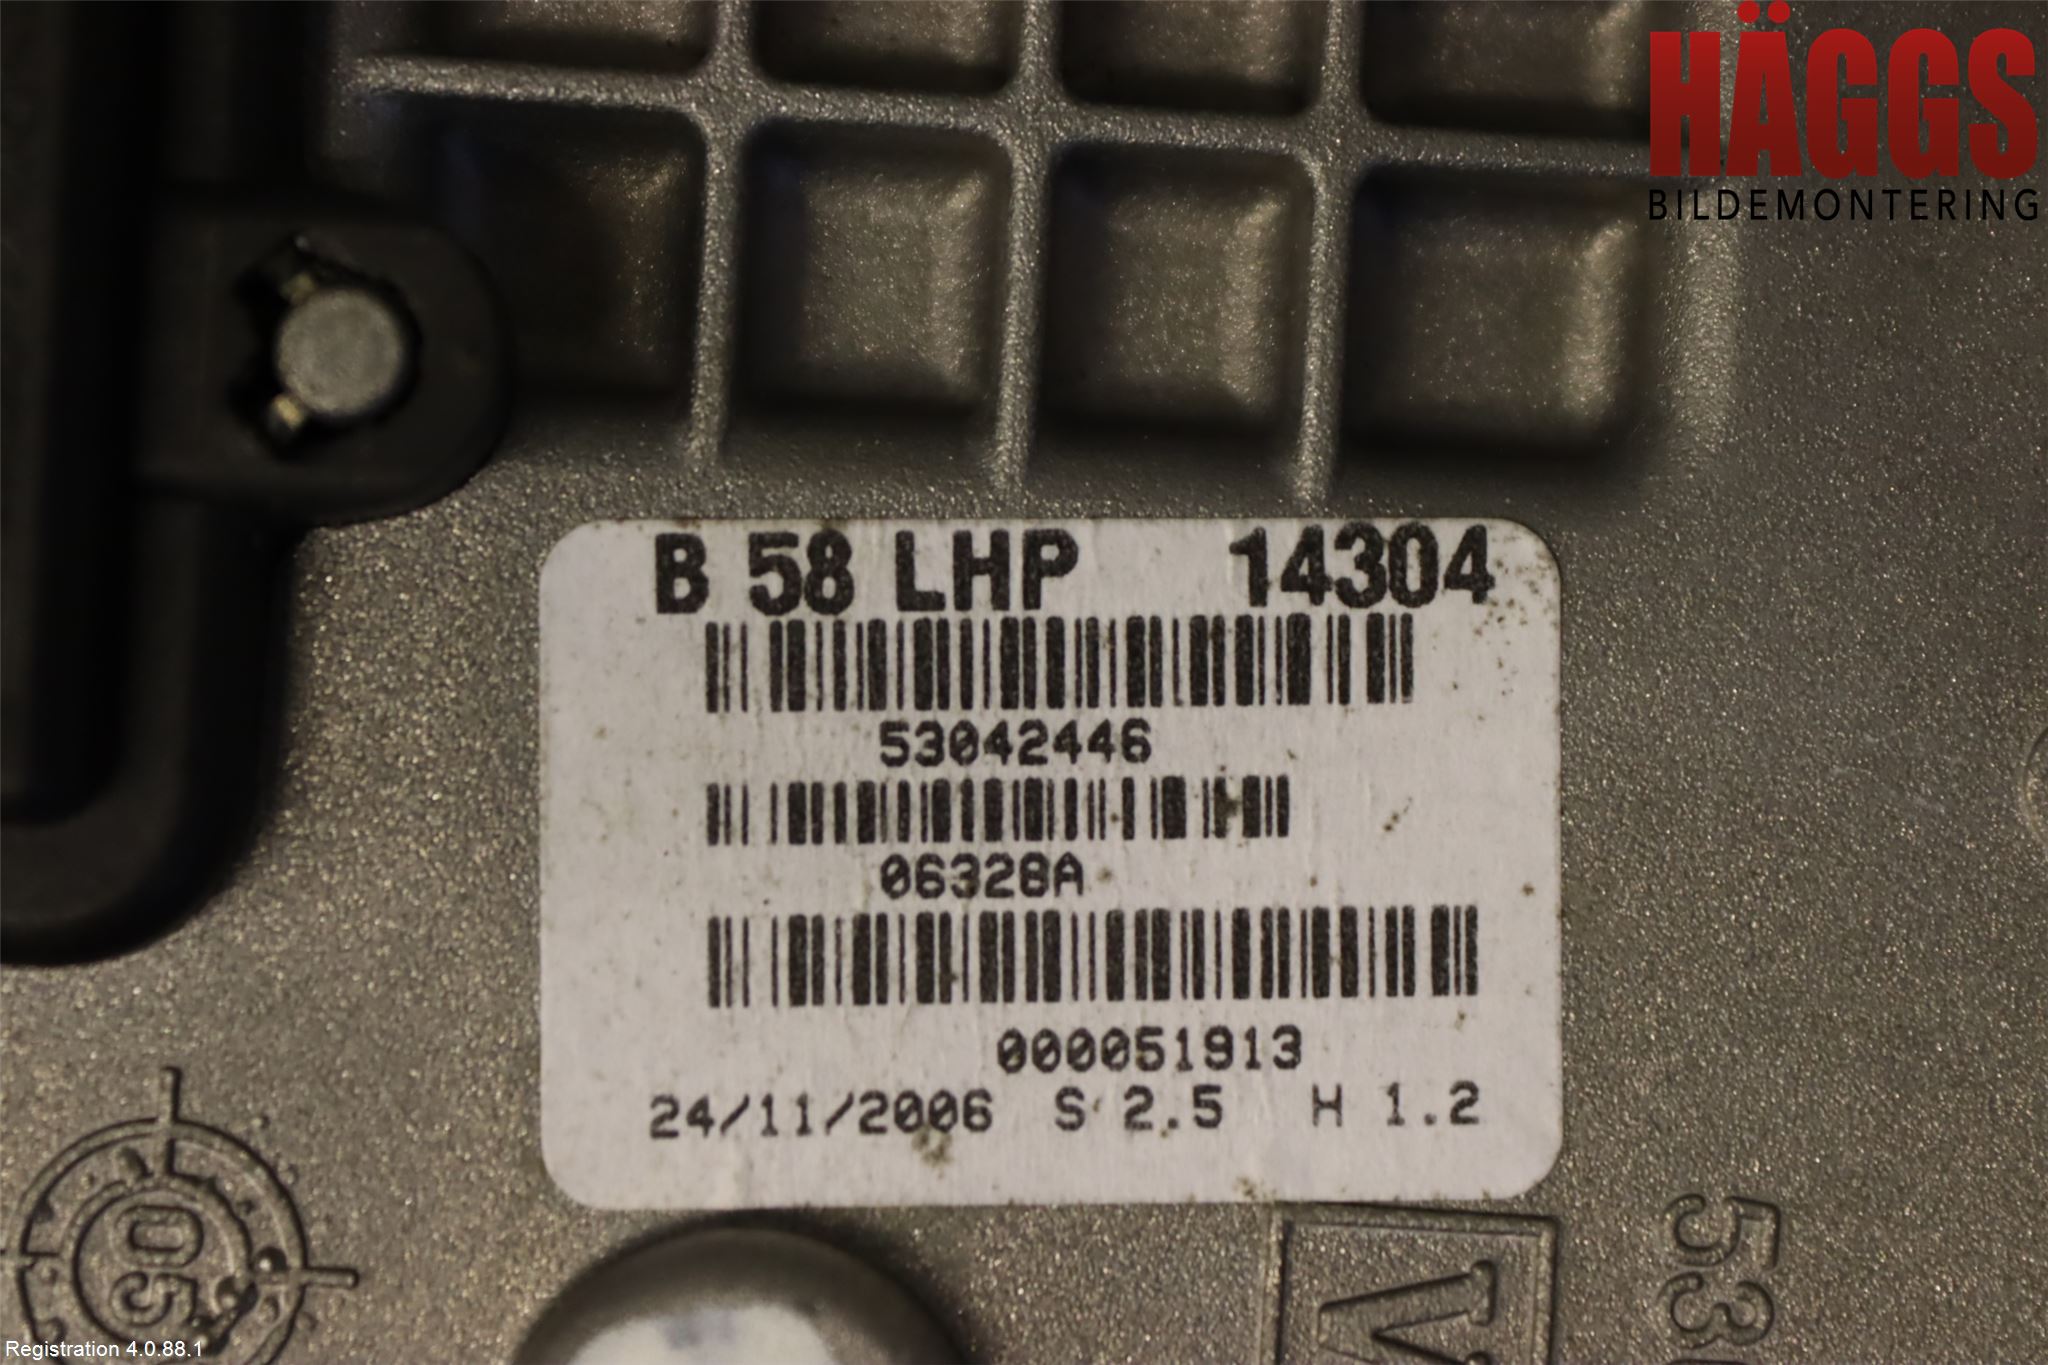 HÄGGS
BILDEMONTERING
B 58 LHP 14304
53042446
06328A
000051913
24/11/2006 S 2.5 H 1.2
05
V
Registration 4.0.88.1